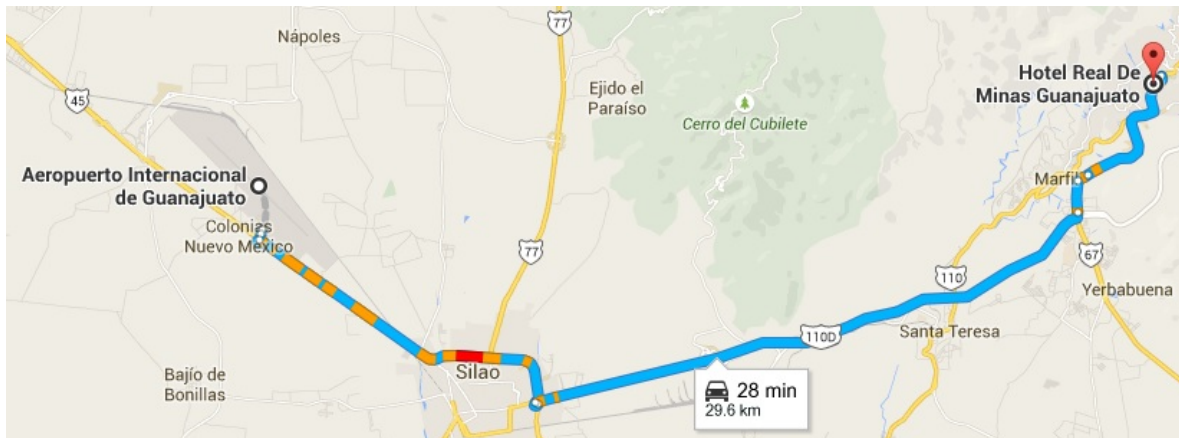 77
Nápoles
45
Ejido el
Paraíso
Cerro del Cubilete
Hotel Real De
Minas Guanajuato
Aeropuerto Internacional
de Guanajuato
Colonias
Nuevo México
77
Marfil
67
110
Yerbabuena
110D
Santa Teresa
Silao
Bajío de
Bonillas
28 min
29.6 km